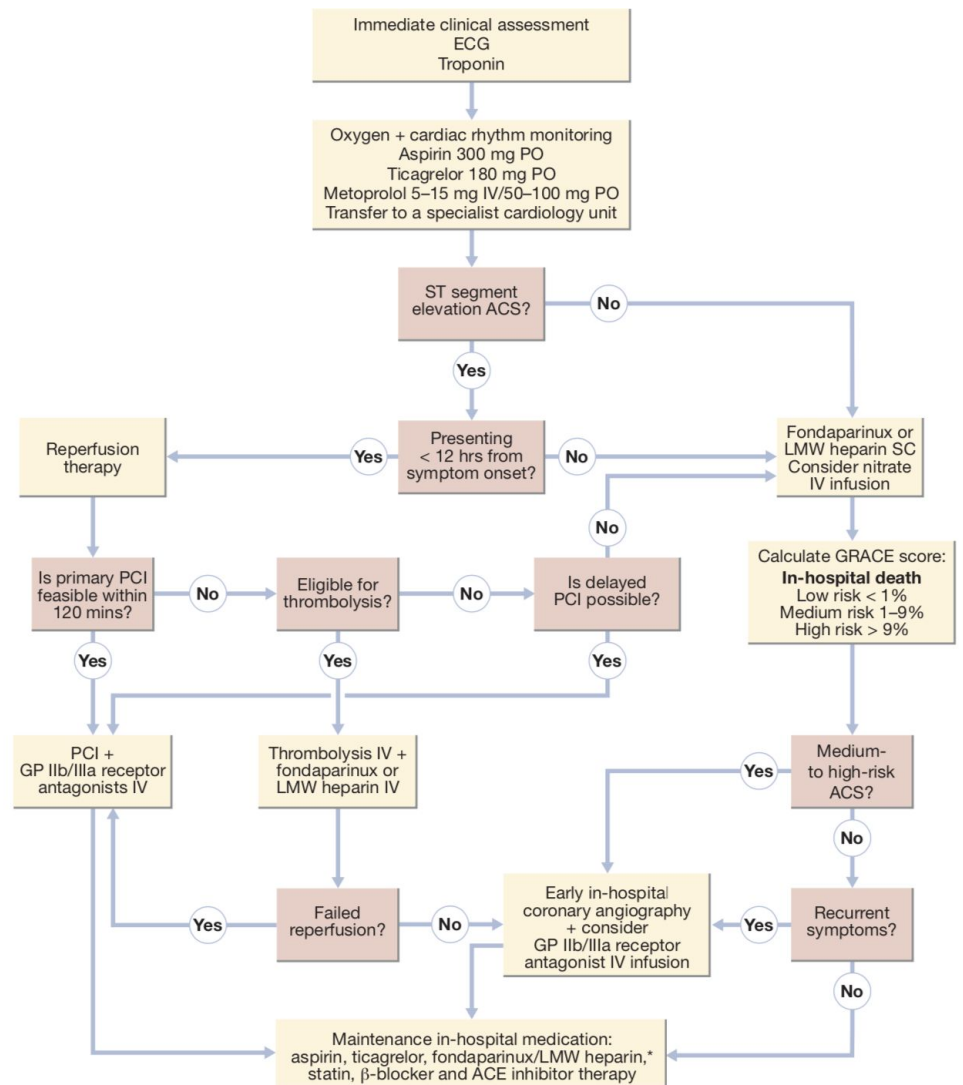 Immediate clinical assessment
ECG
Troponin
Oxygen + cardiac rhythm monitoring
Aspirin 300 mg PO
Ticagrelor 180 mg PO
Metoprolol 5–15 mg IV/50–100 mg PO
Transfer to a specialist cardiology unit
ST segment
elevation ACS?
No
Yes
Reperfusion
therapy
Yes
Presenting
< 12 hrs from
symptom onset?
No
Fondaparinux or
LMW heparin SC
Consider nitrate
IV infusion
No
Is primary PCI
feasible within
120 mins?
No
Eligible for
thrombolysis?
No
Is delayed
PCI possible?
Calculate GRACE score:
In-hospital death
Low risk < 1%
Medium risk 1–9%
High risk > 9%
Yes
Yes
Yes
PCI +
GP IIb/IIIa receptor
antagonists IV
Thrombolysis IV +
fondaparinux or
LMW heparin IV
Yes
Medium-
to high-risk
ACS?
No
Yes
Failed
reperfusion?
No
Early in-hospital
coronary angiography
+ consider
GP IIb/IIIa receptor
antagonist IV infusion
Yes
Recurrent
symptoms?
No
Maintenance in-hospital medication:
aspirin, ticagrelor, fondaparinux/LMW heparin,*
statin, β-blocker and ACE inhibitor therapy